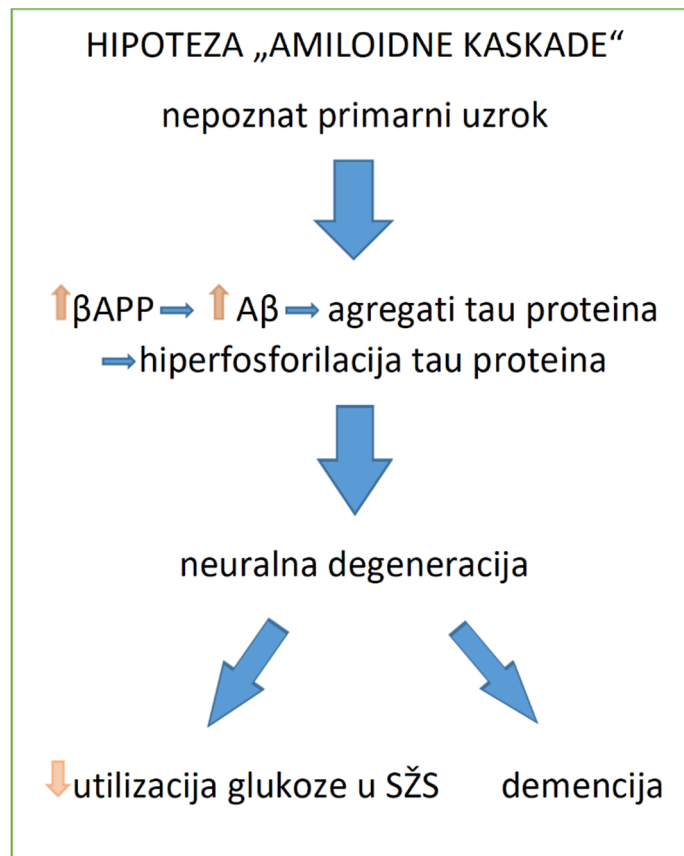 HIPOTEZA „AMILOIDNE KASKADE“
nepoznat primarni uzrok
βAPP Aβ agregati tau proteina
hiperfosforilacija tau proteina
neuralna degeneracija
utilizacija glukoze u SŽS demencija